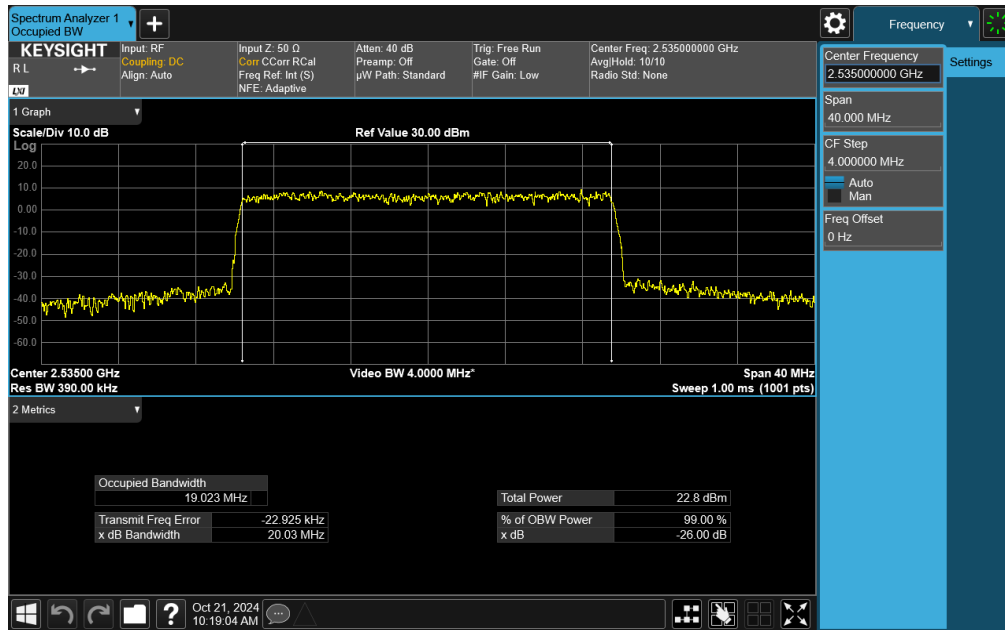 Spectrum Analyzer 1
Occupied BW
Frequency
KEYSIGHT
R L
LXI
Input: RF
Coupling: DC
Align: Auto
Input Z: 50 Ω
Corr CCorr RCal
Freq Ref: Int (S)
NFE: Adaptive
Atten: 40 dB
Preamp: Off
µW Path: Standard
Trig: Free Run
Gate: Off
#IF Gain: Low
Center Freq: 2.535000000 GHz
Avg|Hold: 10/10
Radio Std: None
Center Frequency
2.535000000 GHz
Settings
Span
40.000 MHz
CF Step
4.000000 MHz
Auto
Man
Freq Offset
0 Hz
1 Graph
Scale/Div 10.0 dB
Ref Value 30.00 dBm
Log
20.0
10.0
0.00
-10.0
-20.0
-30.0
-40.0
-50.0
-60.0
Center 2.53500 GHz
Video BW 4.0000 MHz*
Span 40 MHz
Res BW 390.00 kHz
Sweep 1.00 ms (1001 pts)
2 Metrics
Occupied Bandwidth
19.023 MHz
Total Power 22.8 dBm
Transmit Freq Error -22.925 kHz
% of OBW Power 99.00 %
x dB Bandwidth 20.03 MHz
x dB -26.00 dB
Oct 21, 2024
10:19:04 AM